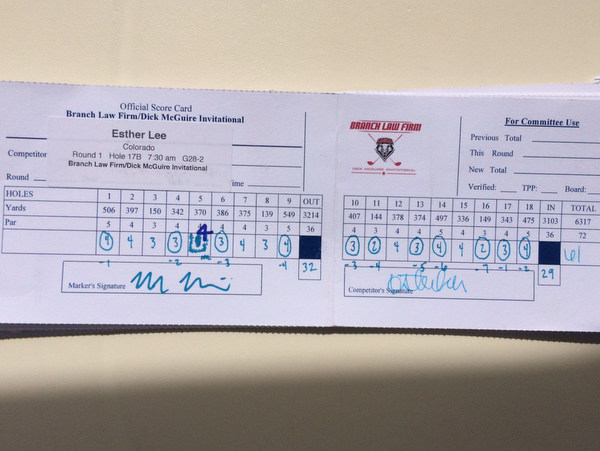 Official Score Card
Branch Law Firm/Dick McGuire Invitational
Esther Lee
Colorado
Round 1 Hole 17B 7:30 am G28-2
Branch Law Firm/Dick McGuire Invitational
Competitor
Round
ime
HOLES 1 2 3 4 5 6 7 8 9 OUT
Yards 506 397 150 342 370 386 375 139 549 3214
Par 5 4 3 4 4 4 3 5 36
4 4 3 3 4 3 4 3 4 32
-1 -2 -3 -4
Marker's Signature
BRANCH LAW FIRM
DICK MCGUIRE INVITATIONAL
For Committee Use
Previous Total
This Round
New Total
Verified: TPP: Board:
10 11 12 13 14 15 16 17 18 IN TOTAL
407 144 378 374 497 336 149 343 475 3103 6317
4 3 4 4 5 4 3 4 5 36 72
3 2 4 3 4 4 2 3 4 29 61
-3 -4 -5 -6 -7 -1 -2
Competitor's Signature